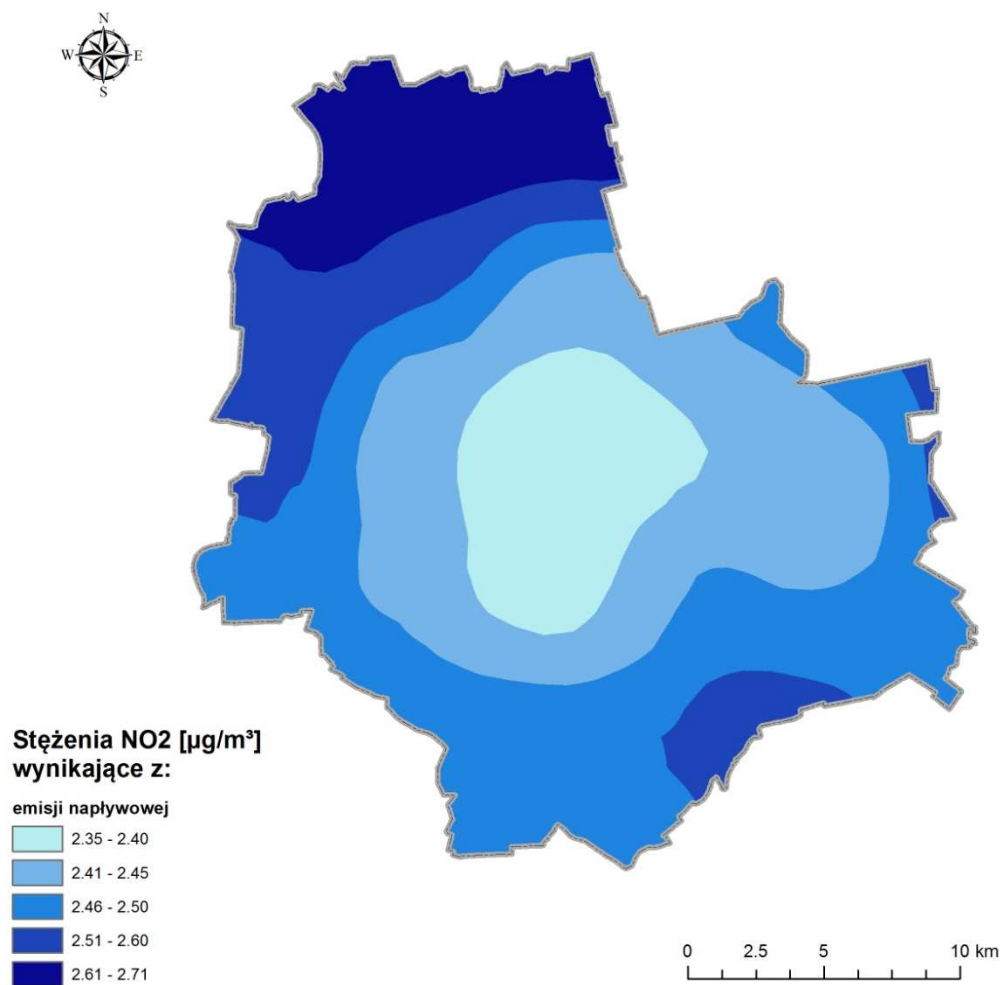 N
W E
S
Stężenia NO2 [µg/m³]
wynikające z:
emisji napływowej
2.35 - 2.40
2.41 - 2.45
2.46 - 2.50
2.51 - 2.60
2.61 - 2.71
0 2.5 5 10 km